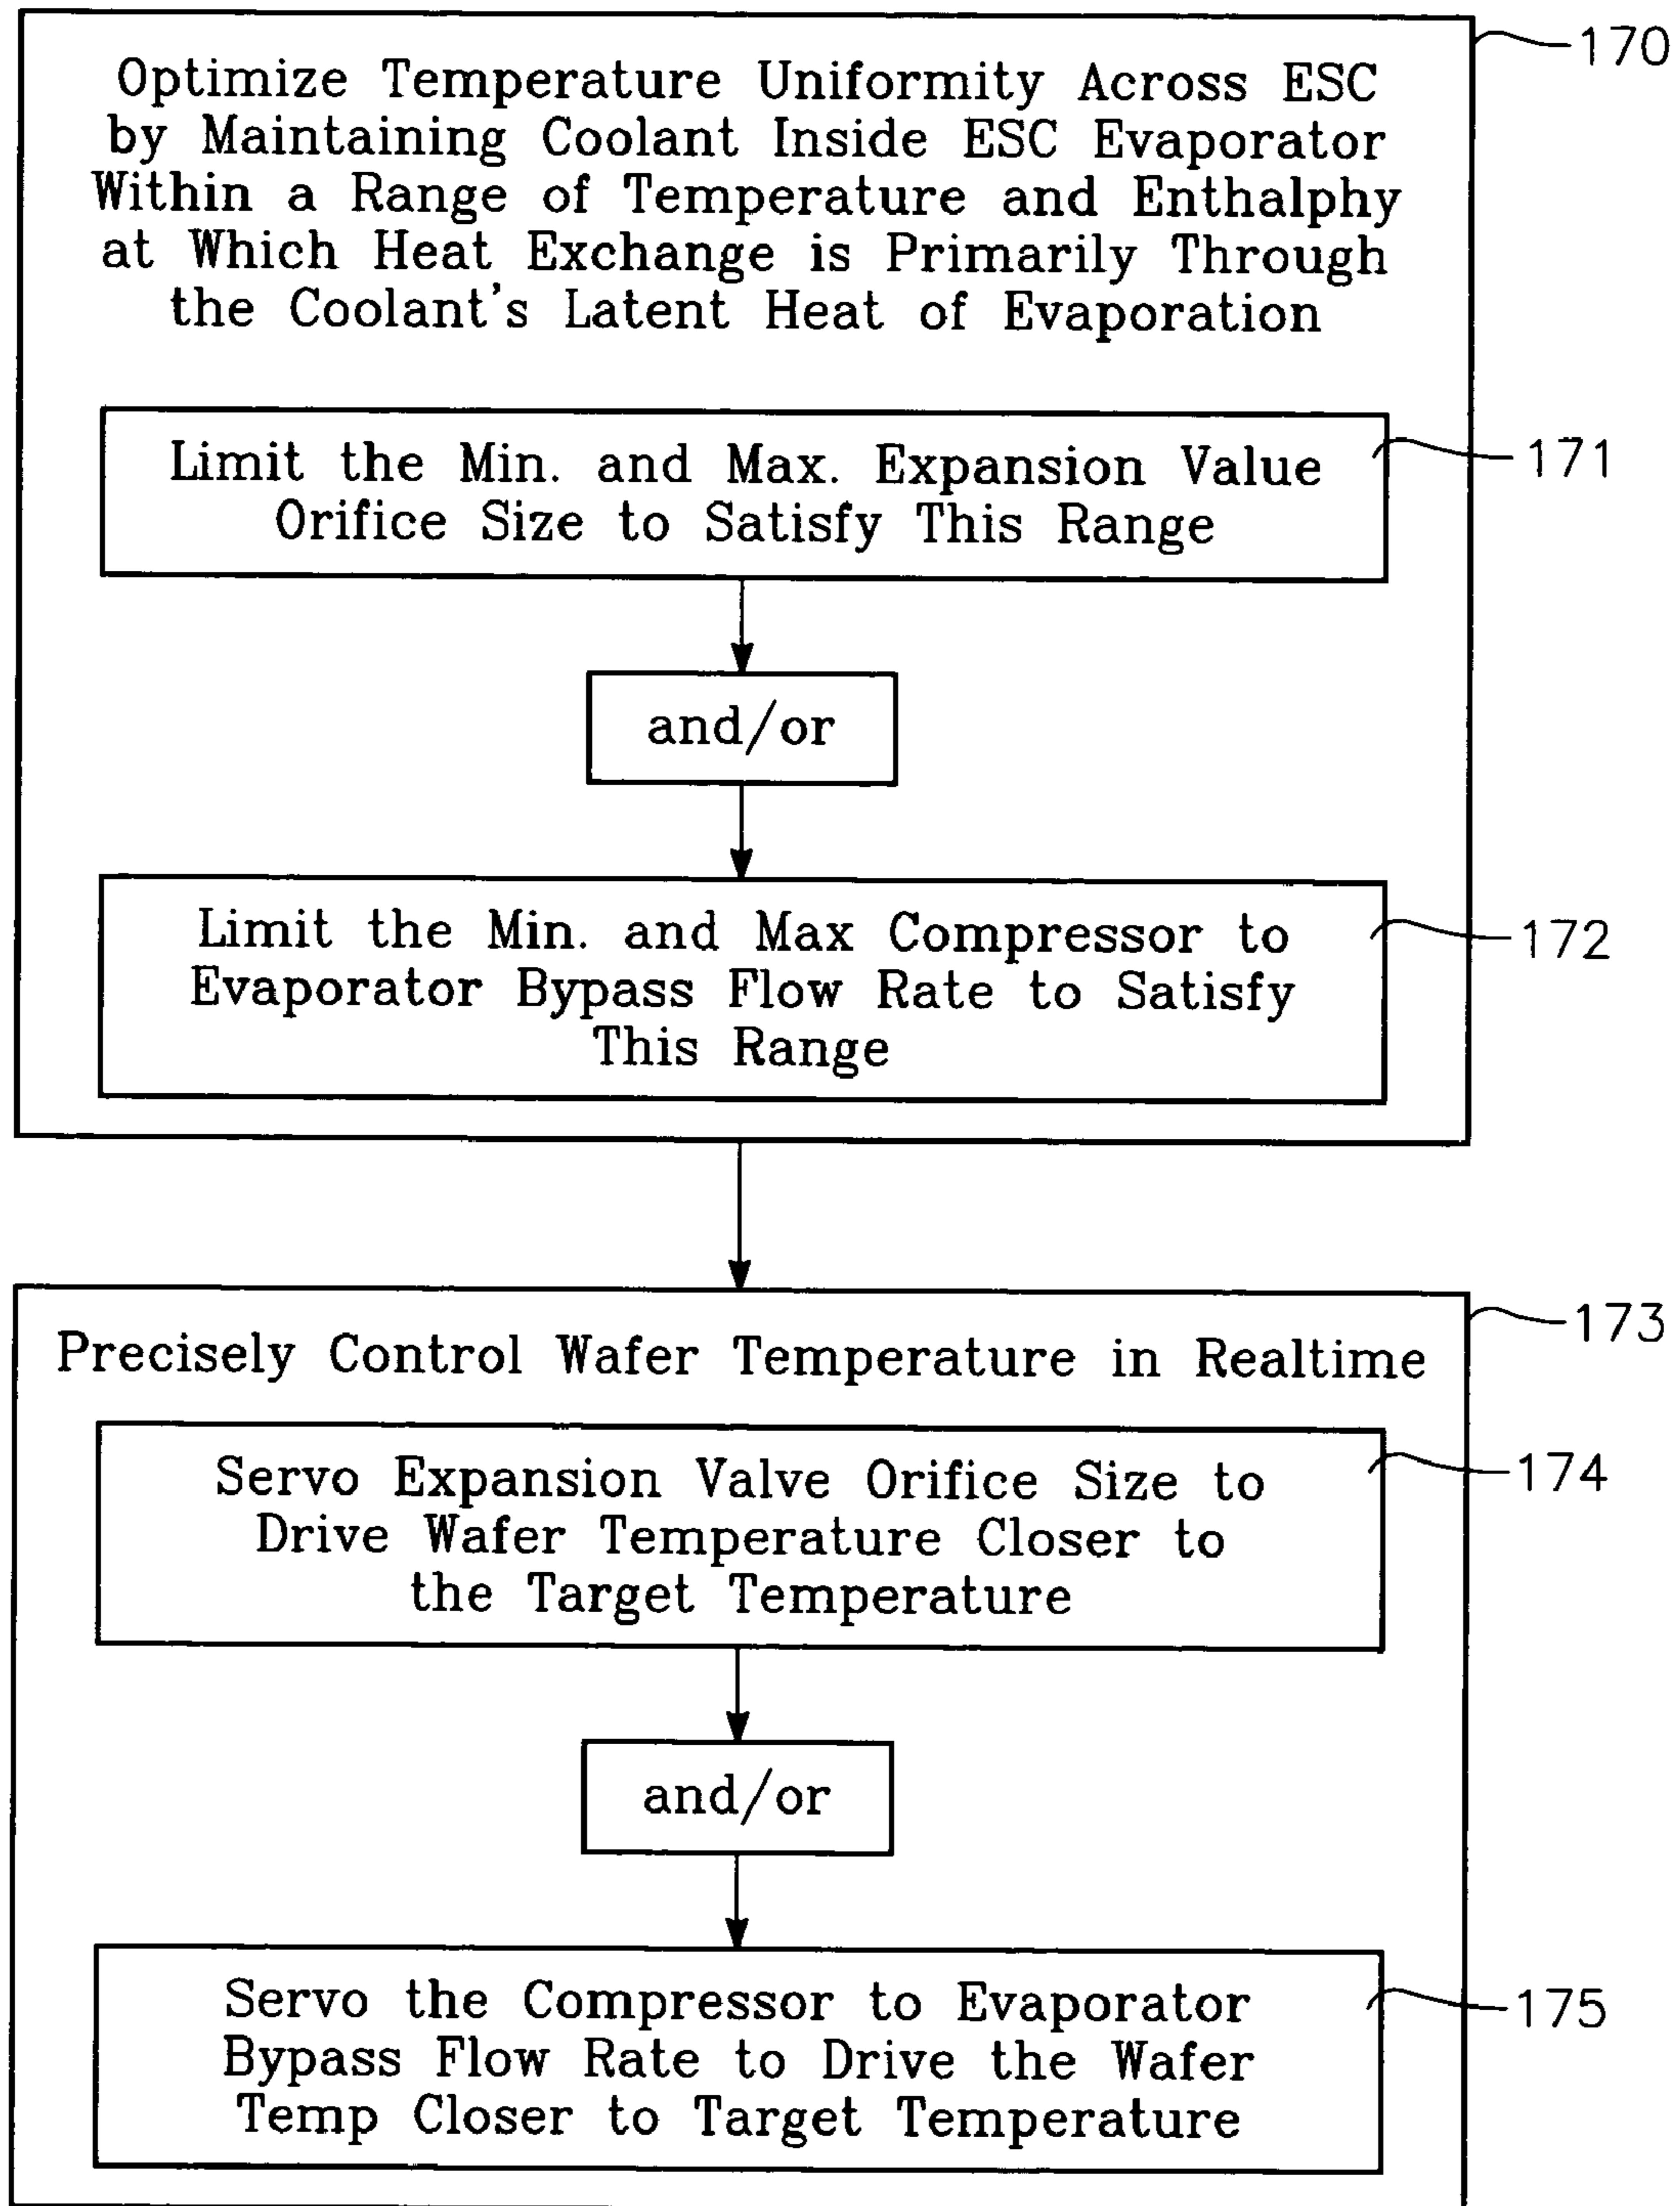 Optimize Temperature Uniformity Across ESC
by Maintaining Coolant Inside ESC Evaporator
Within a Range of Temperature and Enthalphy
at Which Heat Exchange is Primarily Through
the Coolant's Latent Heat of Evaporation
170
Limit the Min. and Max. Expansion Value
Orifice Size to Satisfy This Range
171
and/or
Limit the Min. and Max Compressor to
Evaporator Bypass Flow Rate to Satisfy
This Range
172
173
Precisely Control Wafer Temperature in Realtime
Servo Expansion Valve Orifice Size to
Drive Wafer Temperature Closer to
the Target Temperature
174
and/or
Servo the Compressor to Evaporator
Bypass Flow Rate to Drive the Wafer
Temp Closer to Target Temperature
175